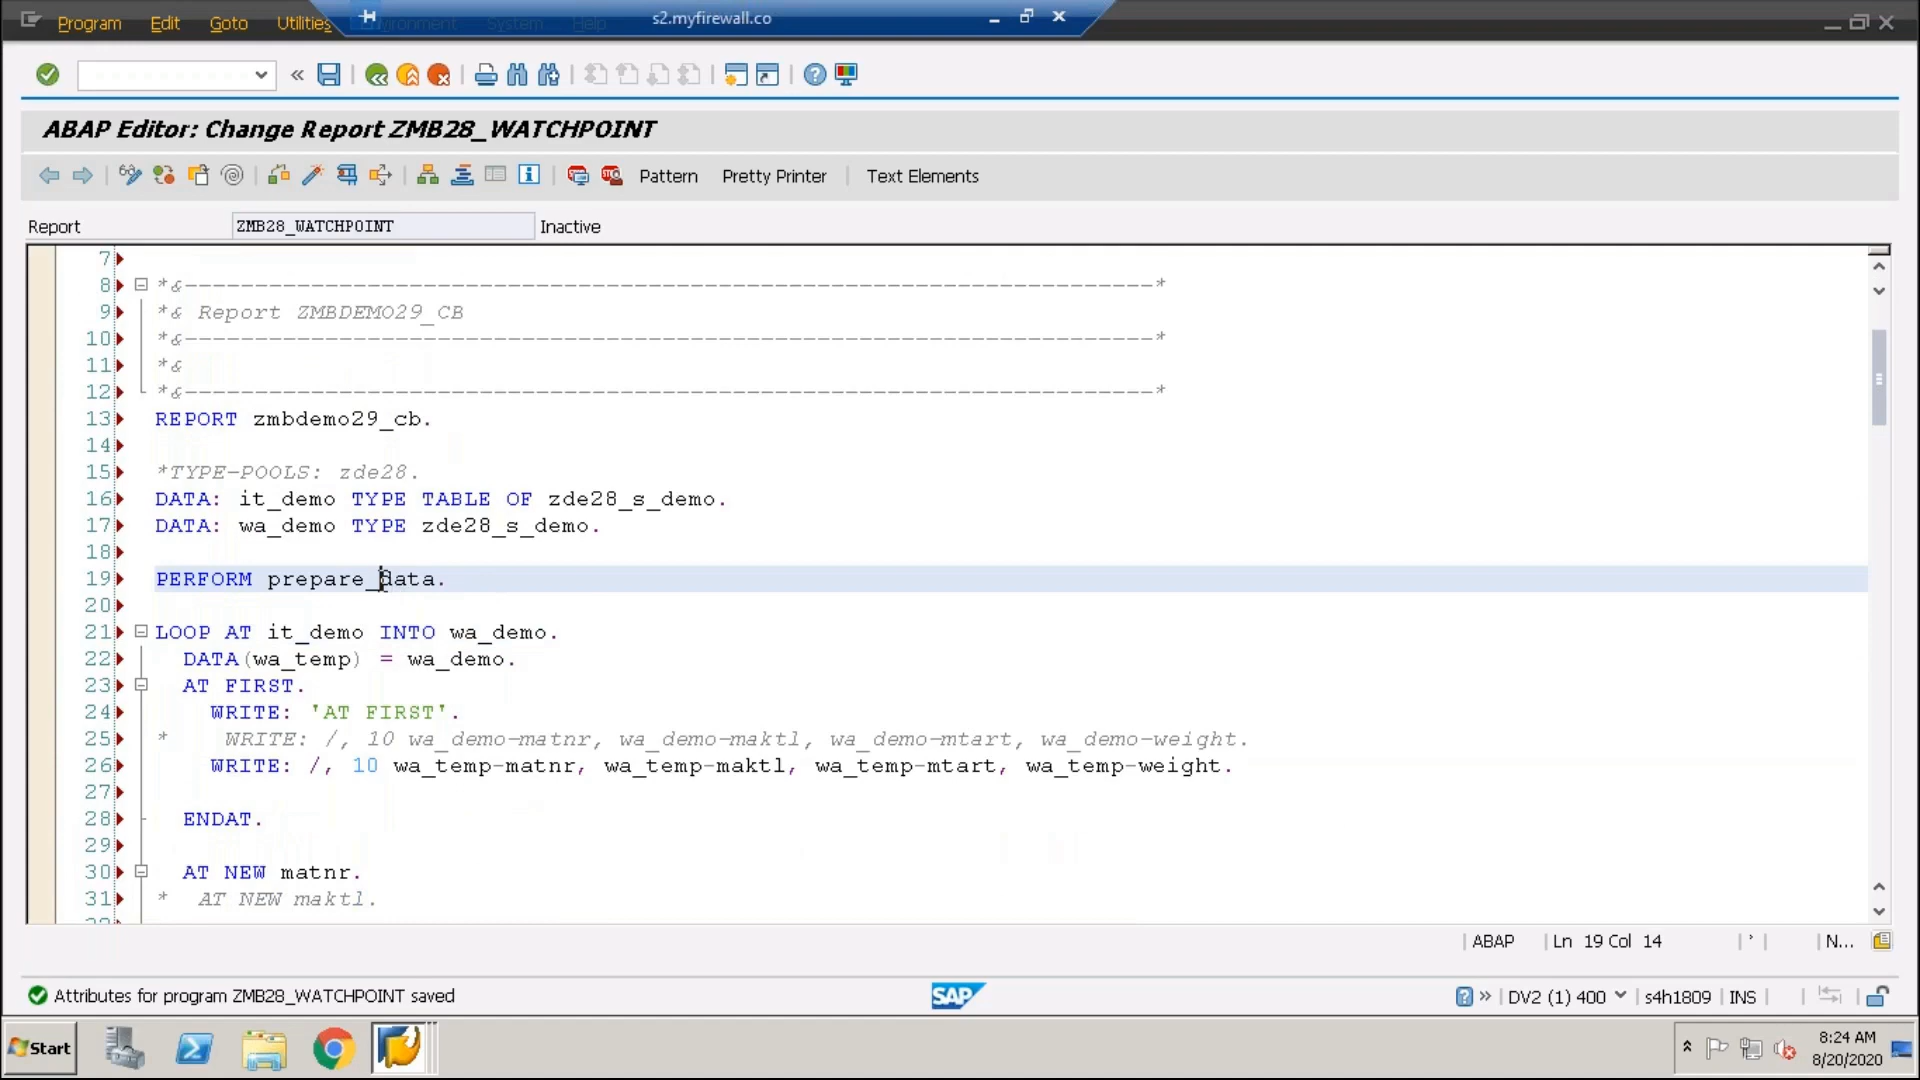 Program Edit Goto Utilities Environment System Help
s2.myfirewall.co
ABAP Editor: Change Report ZMB28_WATCHPOINT
Pattern Pretty Printer Text Elements
Report ZMB28_WATCHPOINT Inactive
7
8 *&---------------------------------------------------------------------*
9 *& Report ZMBDEMO29_CB
10 *&---------------------------------------------------------------------*
11 *&
12 *&---------------------------------------------------------------------*
13 REPORT zmbdemo29_cb.
14
15 *TYPE-POOLS: zde28.
16 DATA: it_demo TYPE TABLE OF zde28_s_demo.
17 DATA: wa_demo TYPE zde28_s_demo.
18
19 PERFORM prepare_data.
20
21 LOOP AT it_demo INTO wa_demo.
22 DATA(wa_temp) = wa_demo.
23 AT FIRST.
24 WRITE: 'AT FIRST'.
25 * WRITE: /, 10 wa_demo-matnr, wa_demo-maktl, wa_demo-mtart, wa_demo-weight.
26 WRITE: /, 10 wa_temp-matnr, wa_temp-maktl, wa_temp-mtart, wa_temp-weight.
27
28 ENDAT.
29
30 AT NEW matnr.
31 * AT NEW maktl.
ABAP Ln 19 Col 14 N...
Attributes for program ZMB28_WATCHPOINT saved
SAP
DV2 (1) 400 s4h1809 INS
Start
8:24 AM
8/20/2020